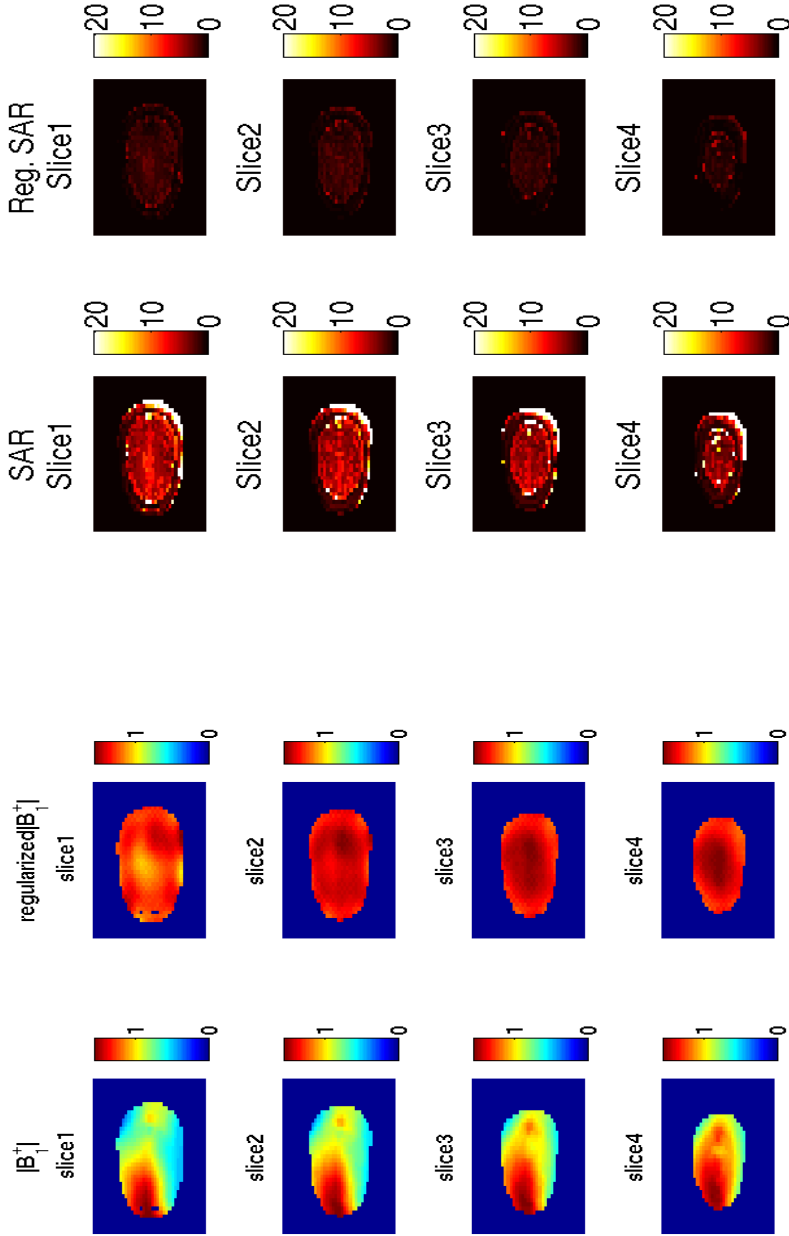 |B₁⁺| regularized|B₁⁺| SAR Reg. SAR
slice1 slice1 Slice1 Slice1
20 20
1 1 10 10
0 0 0 0
slice2 slice2 Slice2 Slice2
20 20
1 1 10 10
0 0 0 0
slice3 slice3 Slice3 Slice3
20 20
1 1 10 10
0 0 0 0
slice4 slice4 Slice4 Slice4
20 20
1 1 10 10
0 0 0 0